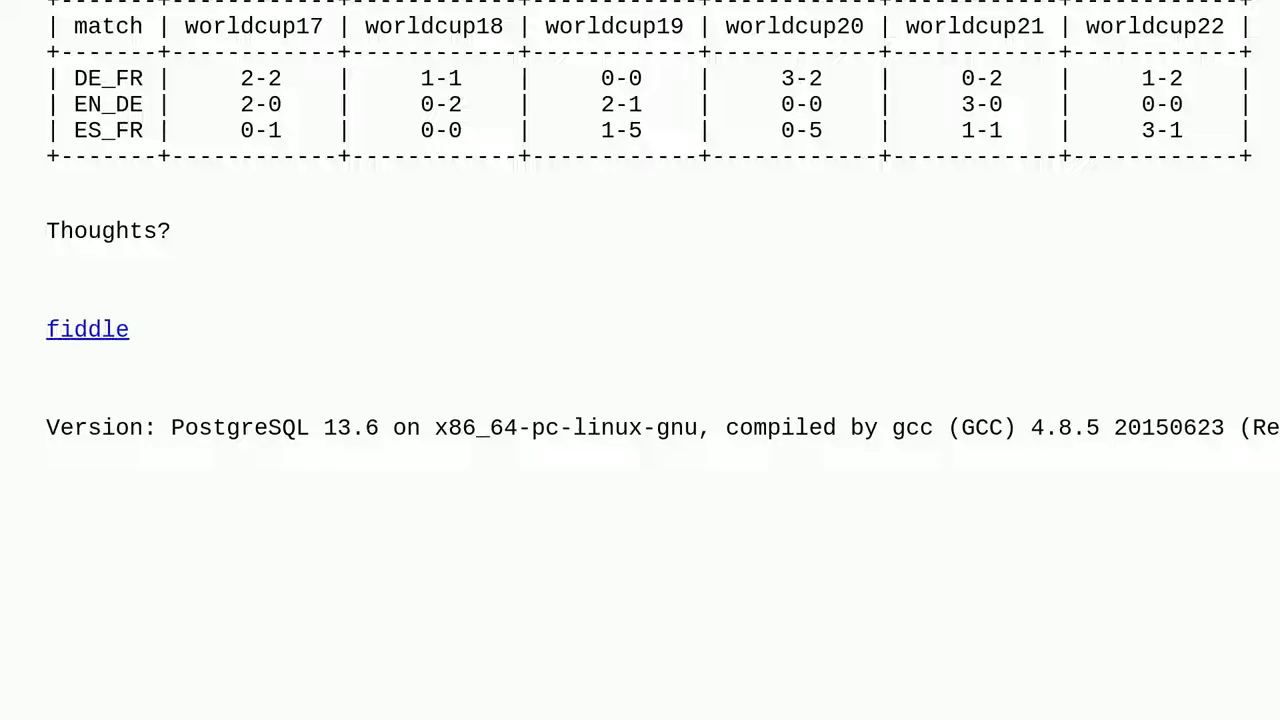 +-------+------------+------------+------------+------------+------------+------------+
| match | worldcup17 | worldcup18 | worldcup19 | worldcup20 | worldcup21 | worldcup22 |
+-------+------------+------------+------------+------------+------------+------------+
| DE_FR |     2-2    |     1-1    |     0-0    |     3-2    |     0-2    |     1-2    |
| EN_DE |     2-0    |     0-2    |     2-1    |     0-0    |     3-0    |     0-0    |
| ES_FR |     0-1    |     0-0    |     1-5    |     0-5    |     1-1    |     3-1    |
+-------+------------+------------+------------+------------+------------+------------+
Thoughts?
fiddle
Version: PostgreSQL 13.6 on x86_64-pc-linux-gnu, compiled by gcc (GCC) 4.8.5 20150623 (Re